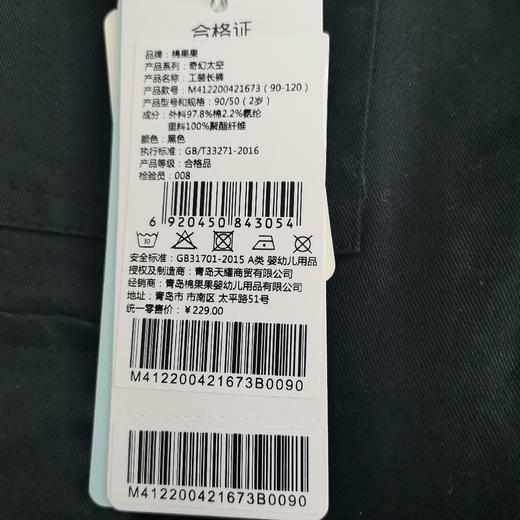 合格证
品牌：棉果果
产品系列：奇幻太空
产品名称：工装长裤
产品款号：M412200421673（90-120）
产品型号和规格：90/50（2岁）
成分：外料97.8%棉2.2%氨纶
里料100%聚酯纤维
颜色：黑色
执行标准：GB/T33271-2016
产品等级：合格品
检验员：008
6 920450 843054
30
安全标准：GB31701-2015 A类 婴幼儿用品
授权及制造商：青岛天耀商贸有限公司
经销商：青岛棉果果婴幼儿用品有限公司
地址：青岛市 市南区 太平路51号
统一零售价：￥229.00
M412200421673B0090
M412200421673B0090